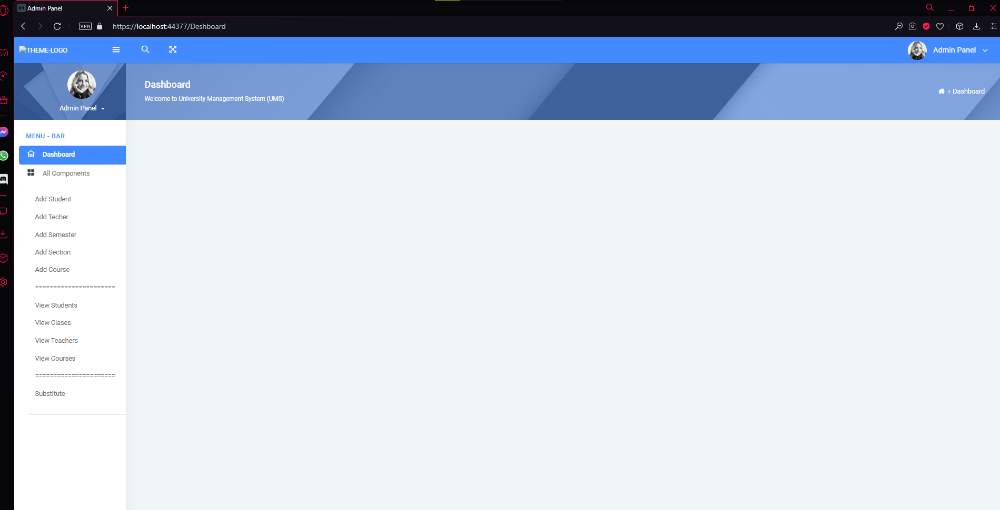 Admin Panel
VPN
https://localhost:44377/Deshboard
THEME-LOGO
Admin Panel
Admin Panel
Dashboard
Welcome to University Management System (UMS)
> Dashboard
MENU - BAR
Dashboard
All Components
Add Student
Add Techer
Add Semester
Add Section
Add Course
======================
View Students
View Clases
View Teachers
View Courses
======================
Substitute